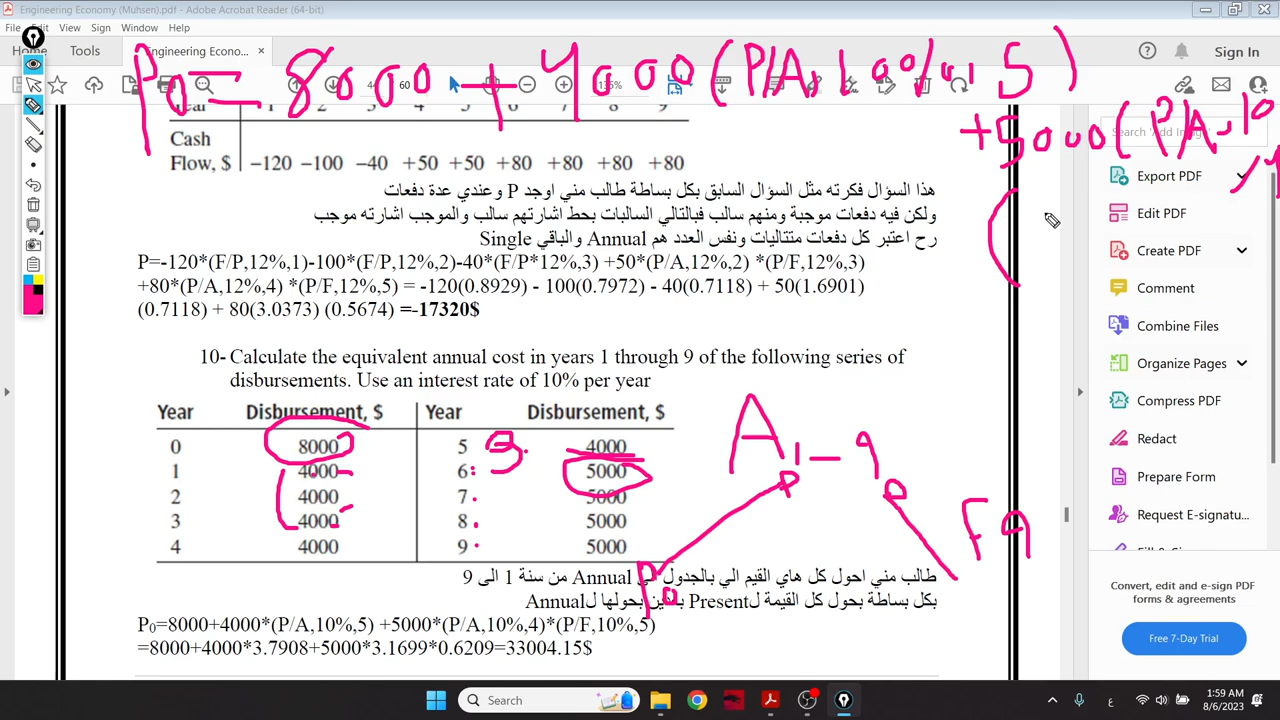 Engineering Economy (Muhsen).pdf - Adobe Acrobat Reader (64-bit)
File Edit View Sign Window Help
Home Tools Engineering Econo... × Sign In
60 135%
P0 = 8000 + 4000 (P/A, 10%, 5)
+5000 (P/A, 10
Cash
Flow, $ −120 −100 −40 +50 +50 +80 +80 +80 +80
هذا السؤال فكرته مثل السؤال السابق بكل بساطة طالب مني اوجد P وعندي عدة دفعات
ولكن فيه دفعات موجبة ومنهم سالب فبالتالي السالبات بحط اشارتهم سالب والموجب اشارته موجب
رح اعتبر كل دفعات متتاليات ونفس العدد هم Annual والباقي Single
P=-120*(F/P,12%,1)-100*(F/P,12%,2)-40*(F/P*12%,3) +50*(P/A,12%,2) *(P/F,12%,3)
+80*(P/A,12%,4) *(P/F,12%,5) = -120(0.8929) - 100(0.7972) - 40(0.7118) + 50(1.6901)
(0.7118) + 80(3.0373) (0.5674) =-17320$
10- Calculate the equivalent annual cost in years 1 through 9 of the following series of
disbursements. Use an interest rate of 10% per year
Year Disbursement, $ Year Disbursement, $
0 8000 5 4000
1 4000 6 5000
2 4000 7 5000
3 4000 8 5000
4 4000 9 5000
A 1 – 9
P0 F9
طالب مني احول كل هاي القيم الي بالجدول الى Annual من سنة 1 الى 9
بكل بساطة بحول كل القيمة ل Present بعدين بحولها ل Annual
P0=8000+4000*(P/A,10%,5) +5000*(P/A,10%,4)*(P/F,10%,5)
=8000+4000*3.7908+5000*3.1699*0.6209=33004.15$
Search 'Add Image'
Export PDF
Edit PDF
Create PDF
Comment
Combine Files
Organize Pages
Compress PDF
Redact
Prepare Form
Request E-signatu...
Convert, edit and e-sign PDF
forms & agreements
Free 7-Day Trial
Search
ع
1:59 AM
8/6/2023